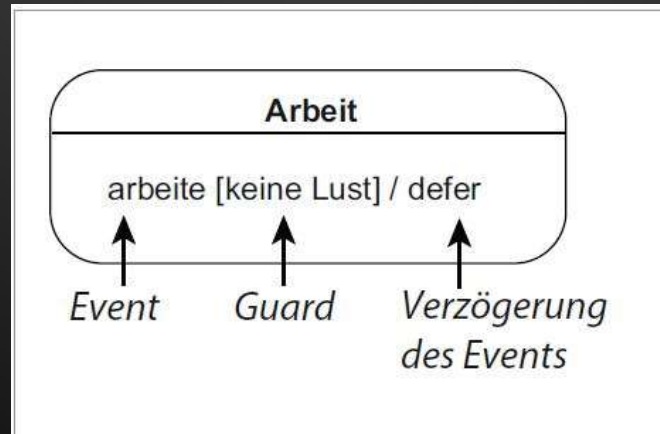 Arbeit
arbeite [keine Lust] / defer
Event Guard Verzögerung
des Events